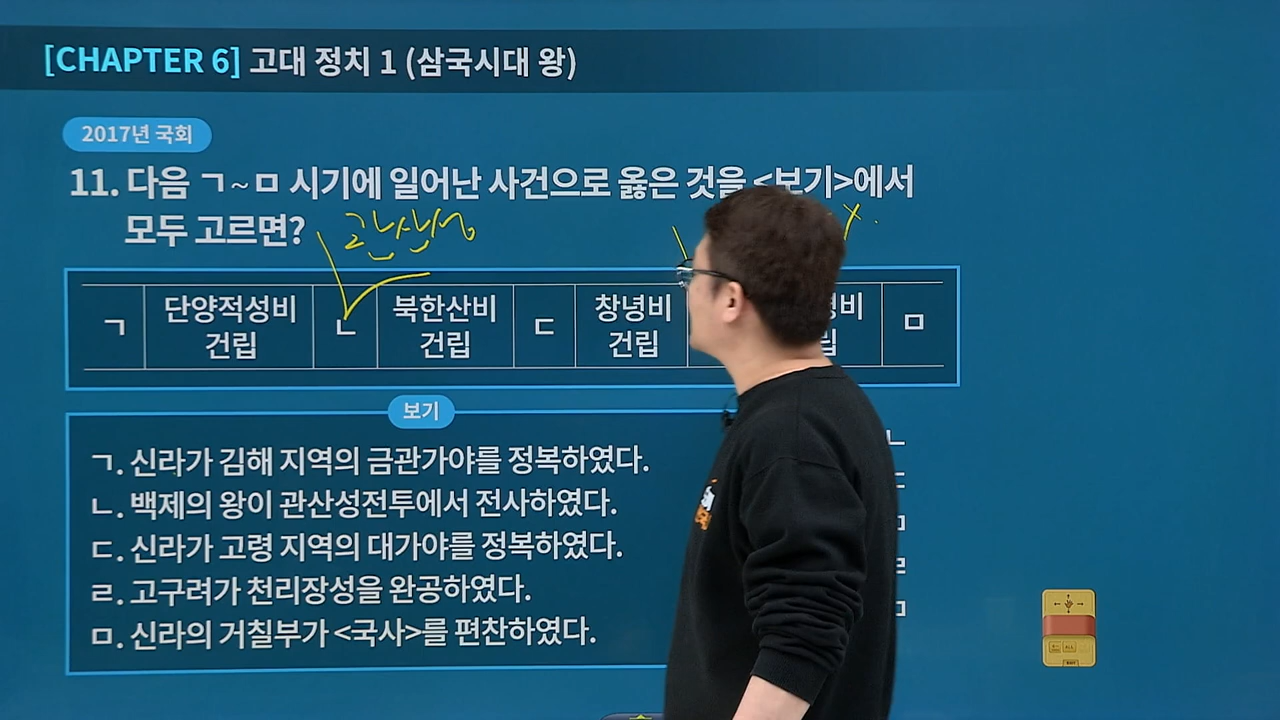 [CHAPTER 6] 고대 정치 1 (삼국시대 왕)
2017년 국회
11. 다음 ㄱ~ㅁ 시기에 일어난 사건으로 옳은 것을 <보기>에서
모두 고르면?
관산성
ㄱ 단양적성비 건립 ㄴ 북한산비 건립 ㄷ 창녕비 건립 ㅁ
보기
ㄱ. 신라가 김해 지역의 금관가야를 정복하였다.
ㄴ. 백제의 왕이 관산성전투에서 전사하였다.
ㄷ. 신라가 고령 지역의 대가야를 정복하였다.
ㄹ. 고구려가 천리장성을 완공하였다.
ㅁ. 신라의 거칠부가 <국사>를 편찬하였다.